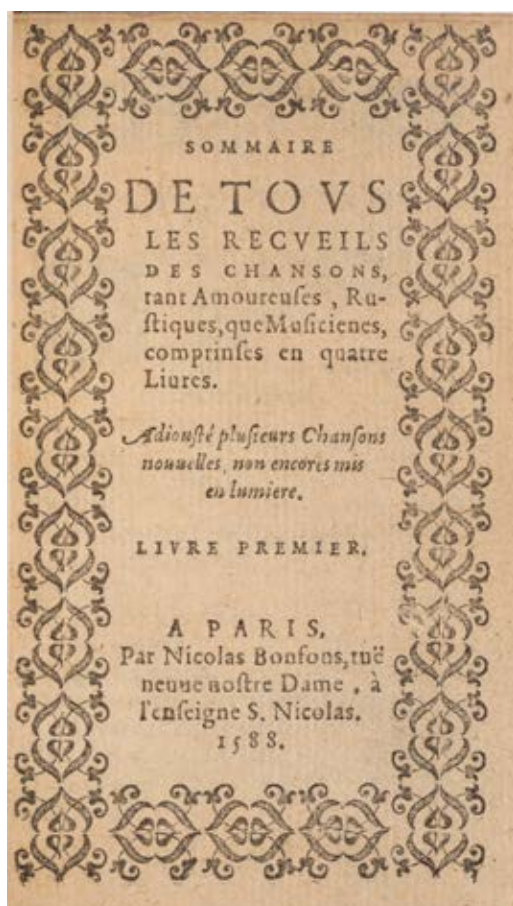 SOMMAIRE
DE TOVS
LES RECVEILS
DES CHANSONS,
tant Amoureuſes, Ru-
ſtiques, que Muſicienes,
comprinſes en quatre
Liures.
Adiouſté pluſieurs Chanſons
nouuelles, non encores mis
en lumiere.
LIVRE PREMIER.
A PARIS,
Par Nicolas Bonfons, ruë
neuue noſtre Dame, à
l'enſeigne S. Nicolas.
1588.